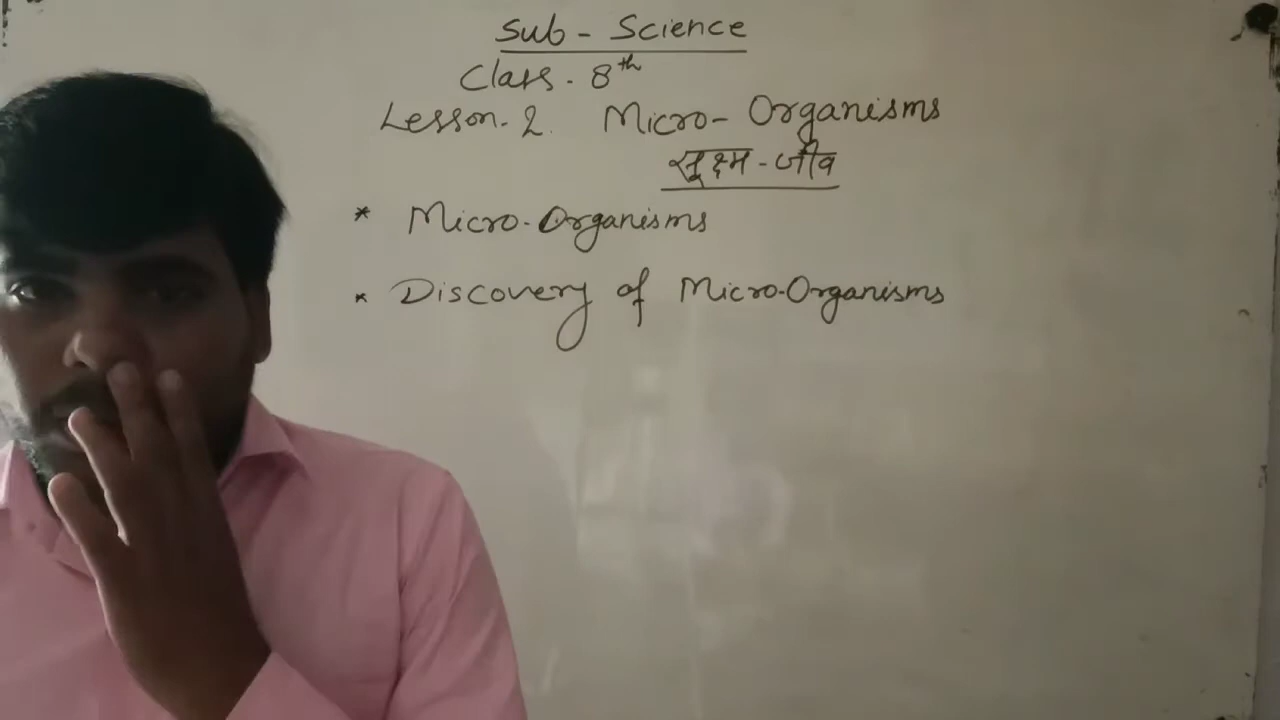 Sub - Science
Class - 8th
Lesson - 2. Micro - Organisms
सूक्ष्म - जीव
* Micro-Organisms
* Discovery of Micro-Organisms